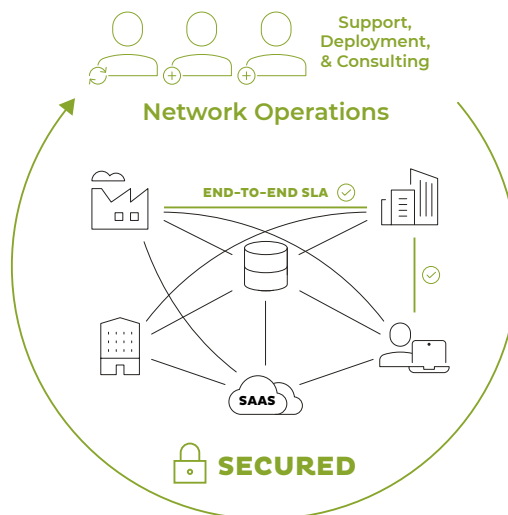 Support,
Deployment,
& Consulting
Network Operations
END-TO-END SLA
SAAS
SECURED